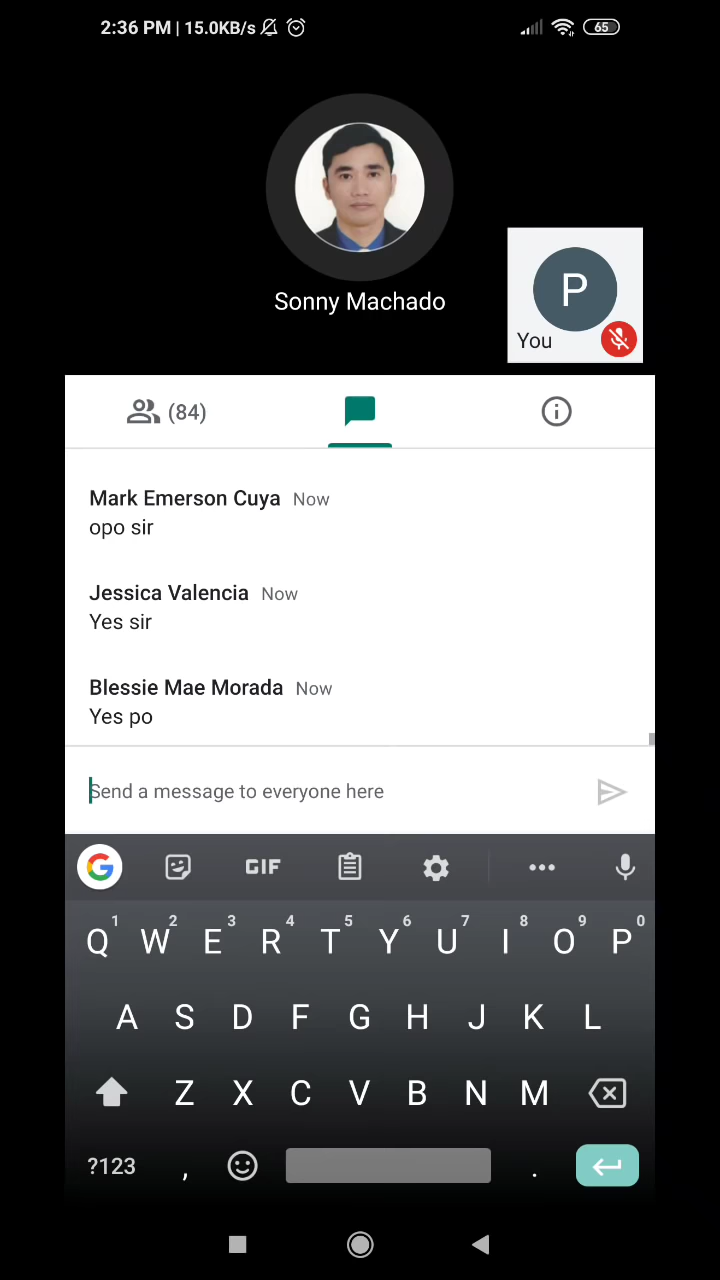 2:36 PM | 15.0KB/s 65
Sonny Machado
P
You
(84)
Mark Emerson Cuya Now
opo sir
Jessica Valencia Now
Yes sir
Blessie Mae Morada Now
Yes po
Send a message to everyone here
G GIF
1 2 3 4 5 6 7 8 9 0
Q W E R T Y U I O P
A S D F G H J K L
Z X C V B N M
?123 , .